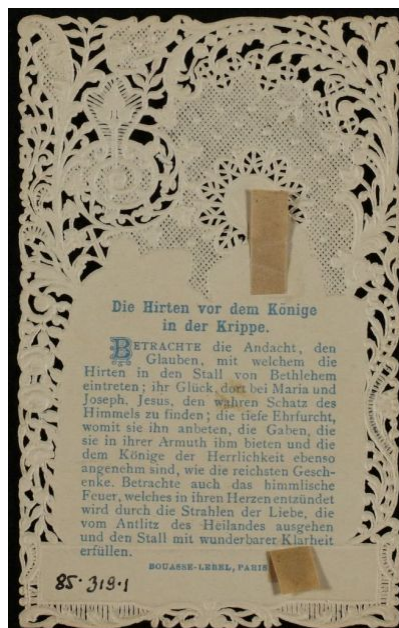 Die Hirten vor dem Könige
in der Krippe.
BETRACHTE die Andacht, den
Glauben, mit welchem die
Hirten in den Stall von Bethlehem
eintreten; ihr Glück, dort bei Maria und
Joseph, Jesus, den wahren Schatz des
Himmels zu finden; die tiefe Ehrfurcht,
womit sie ihn anbeten, die Gaben, die
sie in ihrer Armuth ihm bieten und die
dem Könige der Herrlichkeit ebenso
angenehm sind, wie die reichsten Gesch-
enke. Betrachte auch das himmlische
Feuer, welches in ihren Herzen entzündet
wird durch die Strahlen der Liebe, die
vom Antlitz des Heilandes ausgehen
und den Stall mit wunderbarer Klarheit
erfüllen.
BOUASSE-LEBEL, PARIS
85·319·1